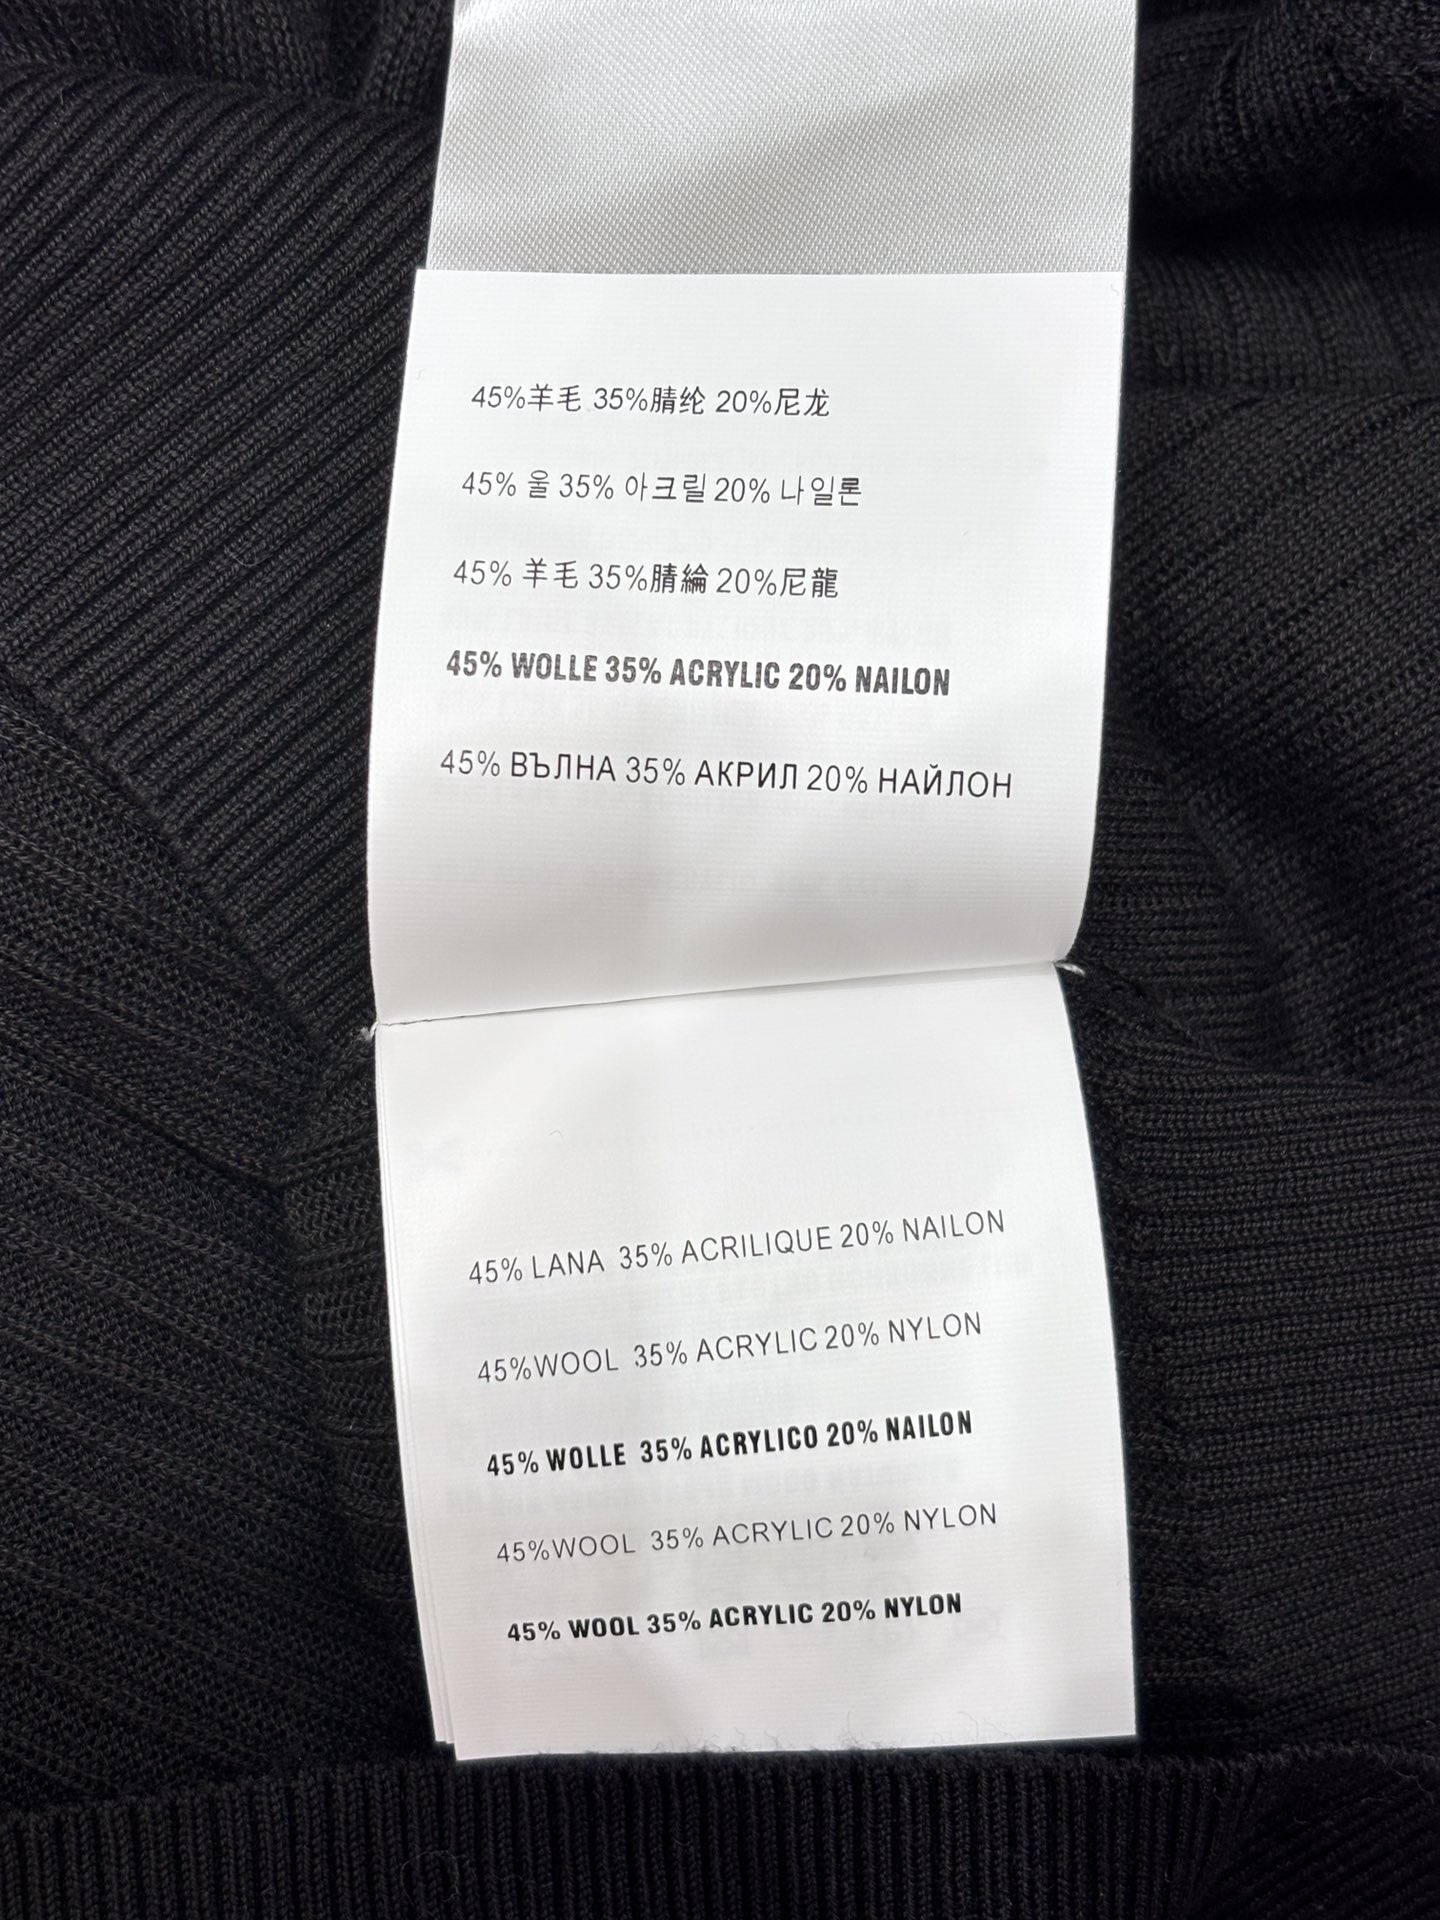 45%羊毛 35%腈纶 20%尼龙
45% 울 35% 아크릴 20% 나일론
45% 羊毛 35%腈綸 20%尼龍
45% WOLLE 35% ACRYLIC 20% NAILON
45% ВЪЛНА 35% АКРИЛ 20% НАЙЛОН
45% LANA 35% ACRILIQUE 20% NAILON
45%WOOL 35% ACRYLIC 20% NYLON
45% WOLLE 35% ACRYLICO 20% NAILON
45%WOOL 35% ACRYLIC 20% NYLON
45% WOOL 35% ACRYLIC 20% NYLON